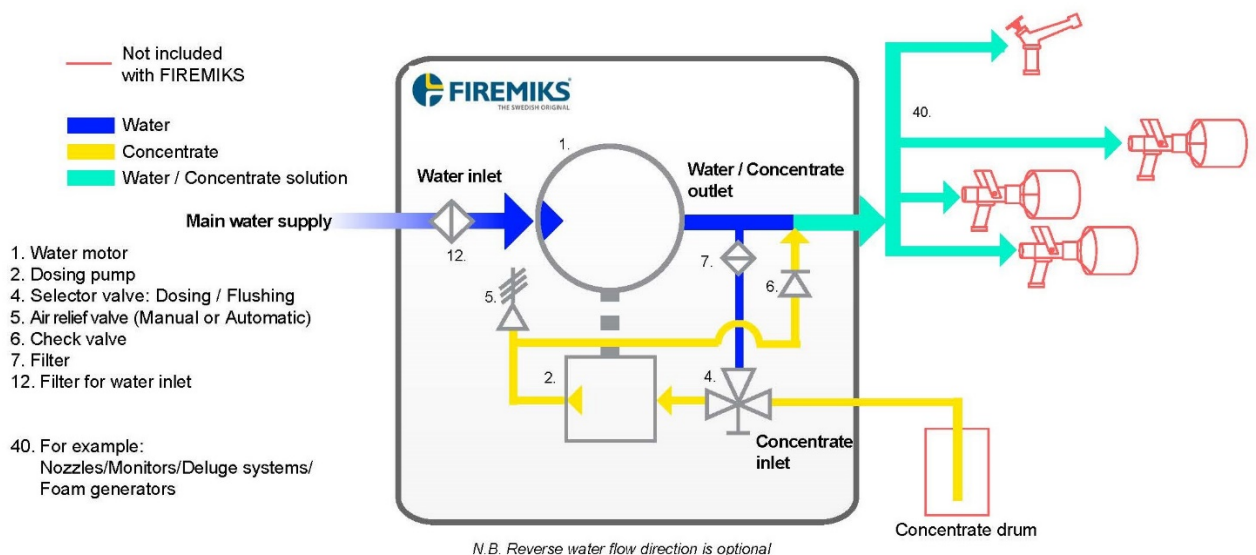 Not included
with FIREMIKS
Water
Concentrate
Water / Concentrate solution
Main water supply
1. Water motor
2. Dosing pump
4. Selector valve: Dosing / Flushing
5. Air relief valve (Manual or Automatic)
6. Check valve
7. Filter
12. Filter for water inlet
40. For example:
Nozzles/Monitors/Deluge systems/
Foam generators
FIREMIKS®
THE SWEDISH ORIGINAL
1.
Water inlet
Water / Concentrate
outlet
12.
7.
5.
6.
2.
4.
Concentrate
inlet
40.
Concentrate drum
N.B. Reverse water flow direction is optional